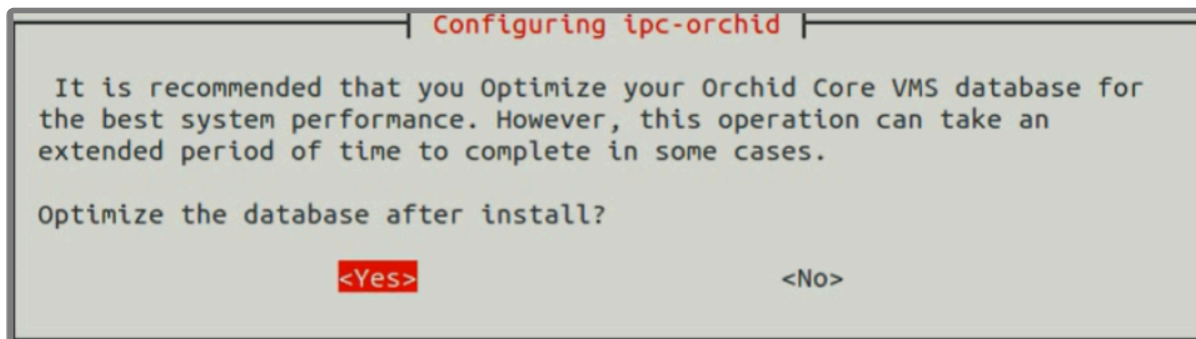 Configuring ipc-orchid
It is recommended that you Optimize your Orchid Core VMS database for
the best system performance. However, this operation can take an
extended period of time to complete in some cases.
Optimize the database after install?
<Yes> <No>